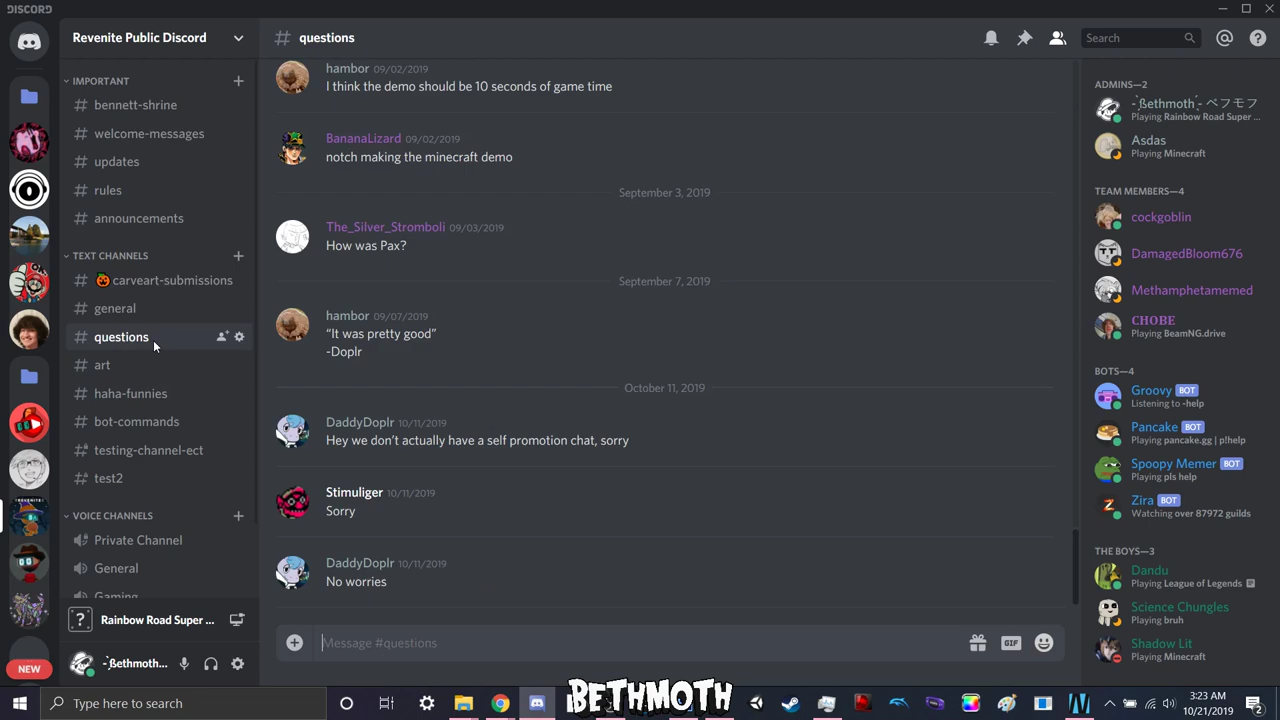 DISCORD
Revenite Public Discord
IMPORTANT
bennett-shrine
welcome-messages
updates
rules
announcements
TEXT CHANNELS
🎃 carveart-submissions
general
questions
art
haha-funnies
bot-commands
testing-channel-ect
test2
VOICE CHANNELS
Private Channel
General
Gaming
Rainbow Road Super ...
NEW
# questions
Search
hambor 09/02/2019
I think the demo should be 10 seconds of game time
BananaLizard 09/02/2019
notch making the minecraft demo
September 3, 2019
The_Silver_Stromboli 09/03/2019
How was Pax?
September 7, 2019
hambor 09/07/2019
“It was pretty good”
-Doplr
October 11, 2019
DaddyDoplr 10/11/2019
Hey we don't actually have a self promotion chat, sorry
Stimuliger 10/11/2019
Sorry
DaddyDoplr 10/11/2019
No worries
Message #questions
GIF
ADMINS—2
Playing Rainbow Road Super ...
Asdas
Playing Minecraft
TEAM MEMBERS—4
cockgoblin
DamagedBloom676
Methamphetamemed
CHOBE
Playing BeamNG.drive
BOTS—4
Groovy BOT
Listening to -help
Pancake BOT
Playing pancake.gg | p!help
Spoopy Memer BOT
Playing pls help
Zira BOT
Watching over 87972 guilds
THE BOYS—3
Dandu
Playing League of Legends
Science Chungles
Playing bruh
Shadow Lit
Playing Minecraft
Type here to search
BETHMOTH
3:23 AM
10/21/2019
2